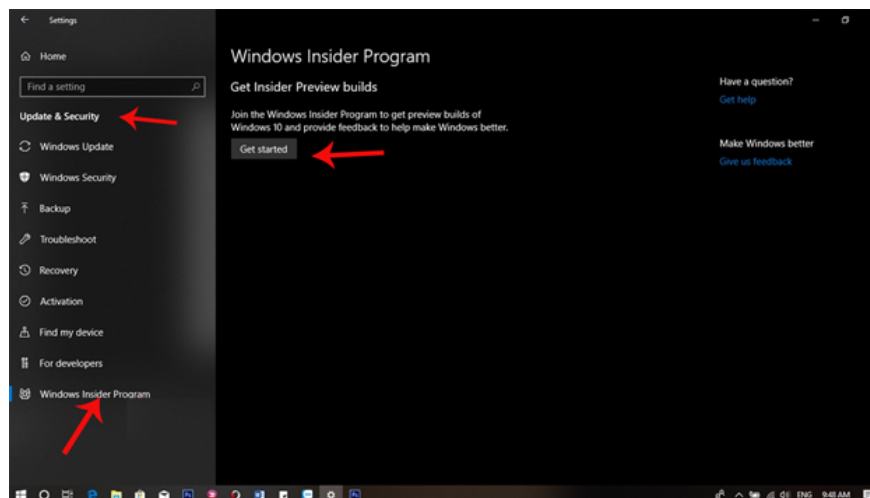 Settings
Home
Find a setting
Update & Security
Windows Update
Windows Security
Backup
Troubleshoot
Recovery
Activation
Find my device
For developers
Windows Insider Program
Windows Insider Program
Get Insider Preview builds
Join the Windows Insider Program to get preview builds of
Windows 10 and provide feedback to help make Windows better.
Get started
Have a question?
Get help
Make Windows better
Give us feedback
ENG 9:48 AM